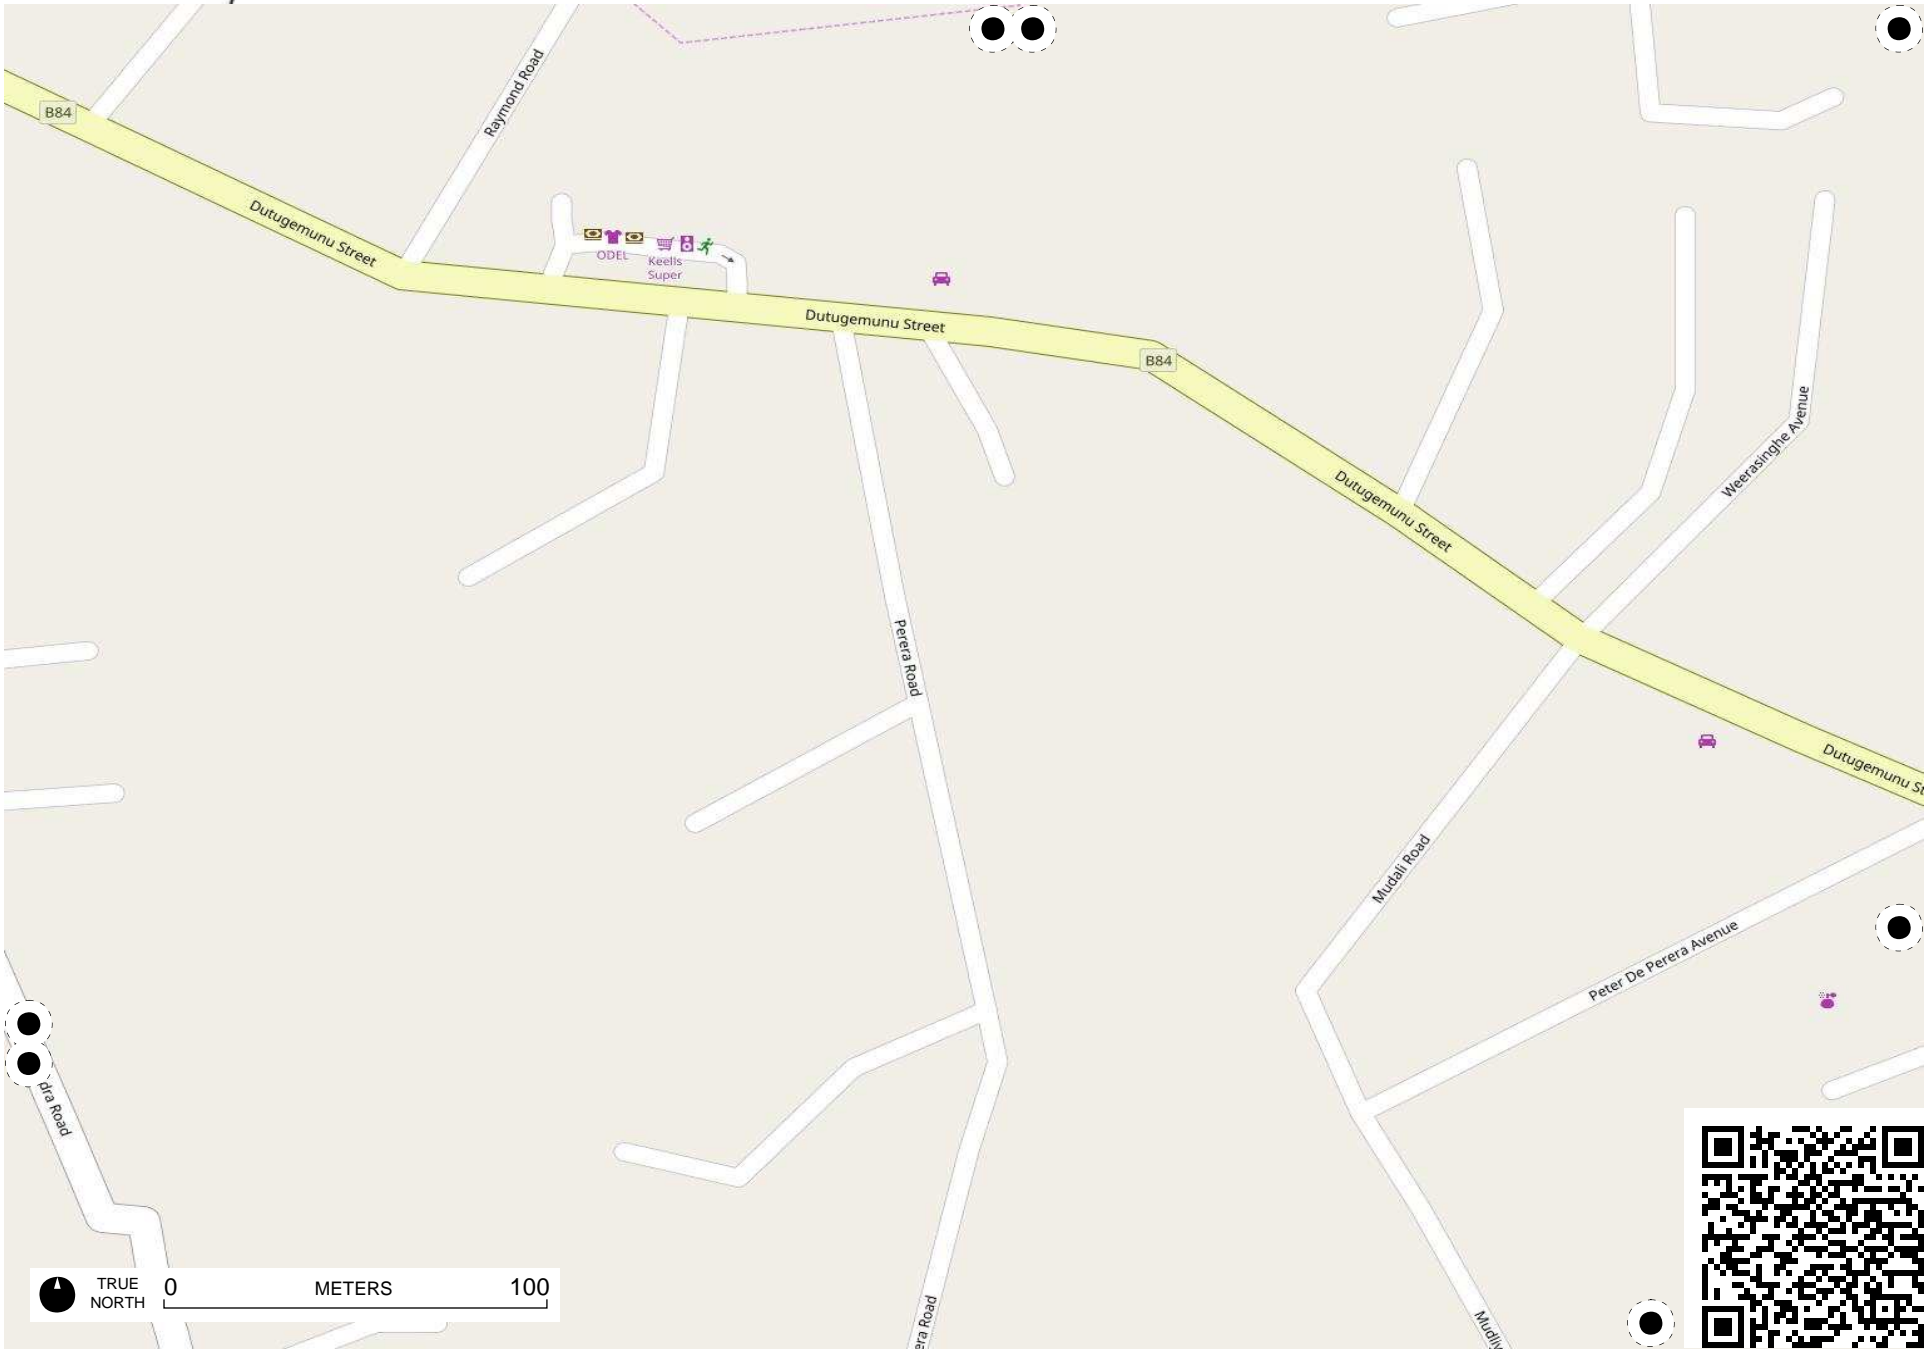 Raymond Road
B84
Dutugemunu Street
ODEL
Keells
Super
Dutugemunu Street
B84
Weerasinghe Avenue
Dutugemunu Street
Perera Road
Dutugemunu St
Mudali Road
Peter De Perera Avenue
dra Road
TRUE
NORTH
0 METERS 100
era Road
Mudliy